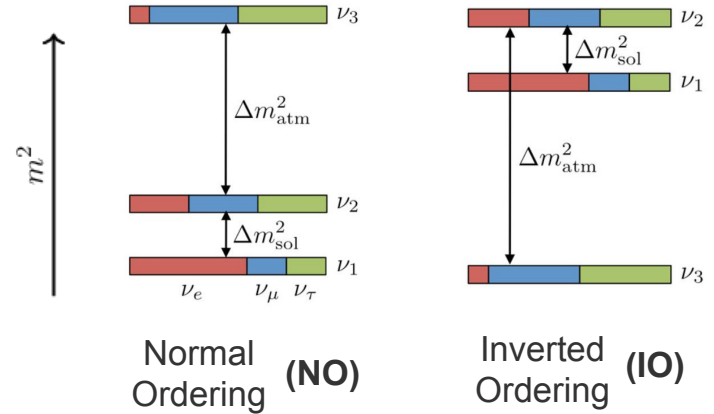 m²
ν₃
Δm²atm
ν₂
Δm²sol
ν₁
νₑ νμ ντ
Normal Ordering (NO)
ν₂
Δm²sol
ν₁
Δm²atm
ν₃
Inverted Ordering (IO)